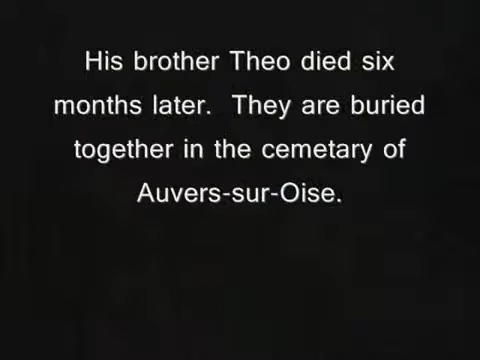 His brother Theo died six
months later.  They are buried
together in the cemetary of
Auvers-sur-Oise.